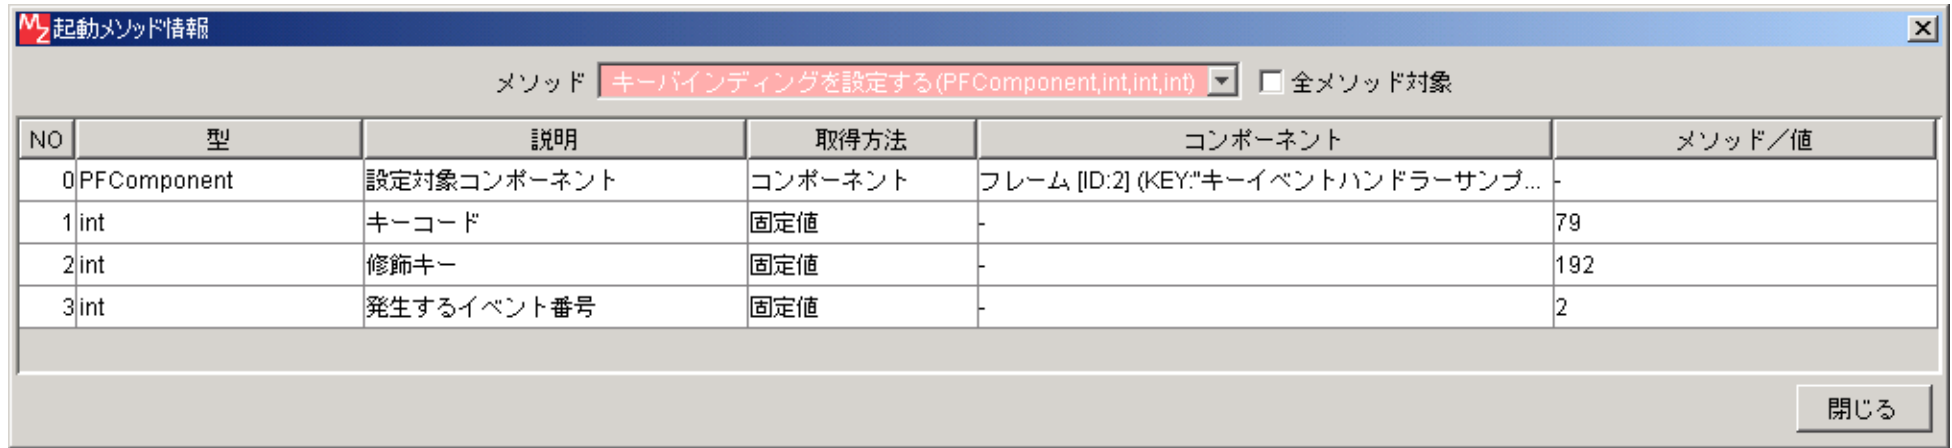 MZ 起動メソッド情報
メソッド キーバインディングを設定する(PFComponent,int,int,int) 全メソッド対象
NO 型 説明 取得方法 コンポーネント メソッド／値
0 PFComponent 設定対象コンポーネント コンポーネント フレーム [ID:2] (KEY:"キーイベントハンドラーサンプ... -
1 int キーコード 固定値 - 79
2 int 修飾キー 固定値 - 192
3 int 発生するイベント番号 固定値 - 2
閉じる